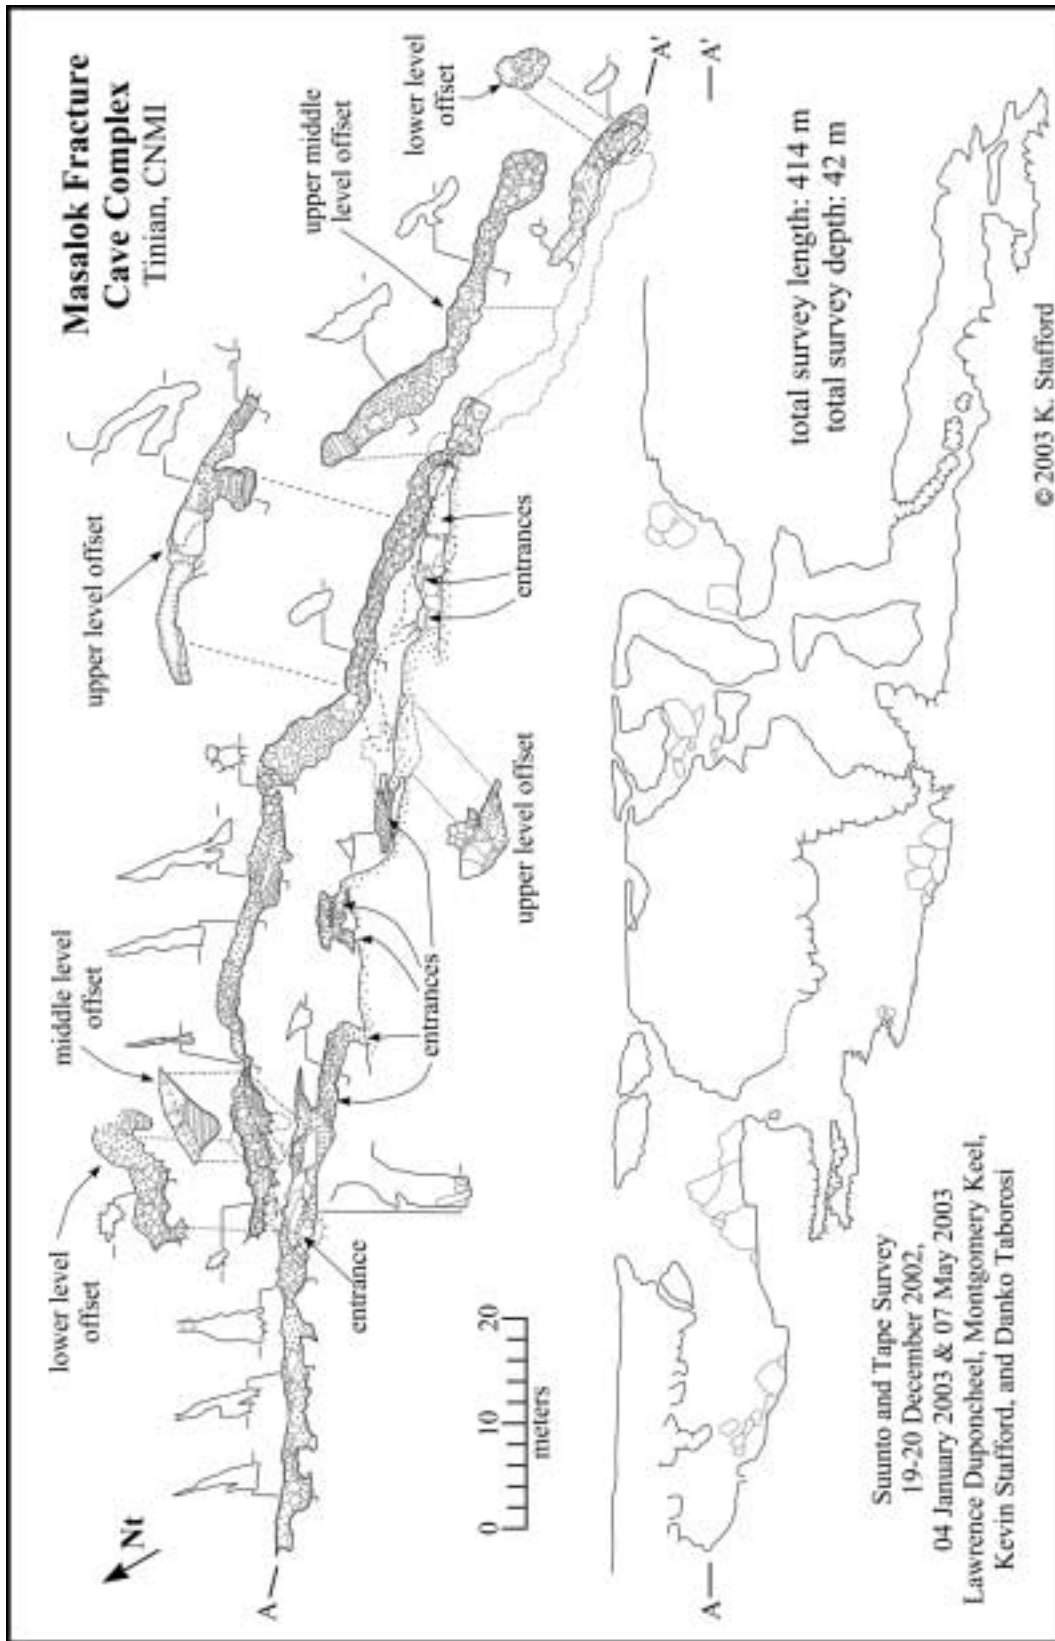 Masalok Fracture
Cave Complex
Tinian, CNMI
Nt
lower level
offset
middle level
offset
upper level offset
upper middle
level offset
lower level
offset
entrance
entrances
entrances
upper level offset
A
A'
0 10 20
meters
A
A'
total survey length: 414 m
total survey depth: 42 m
Suunto and Tape Survey
19-20 December 2002,
04 January 2003 & 07 May 2003
Lawrence Duponcheel, Montgomery Keel,
Kevin Stafford, and Danko Taborosi
© 2003 K. Stafford